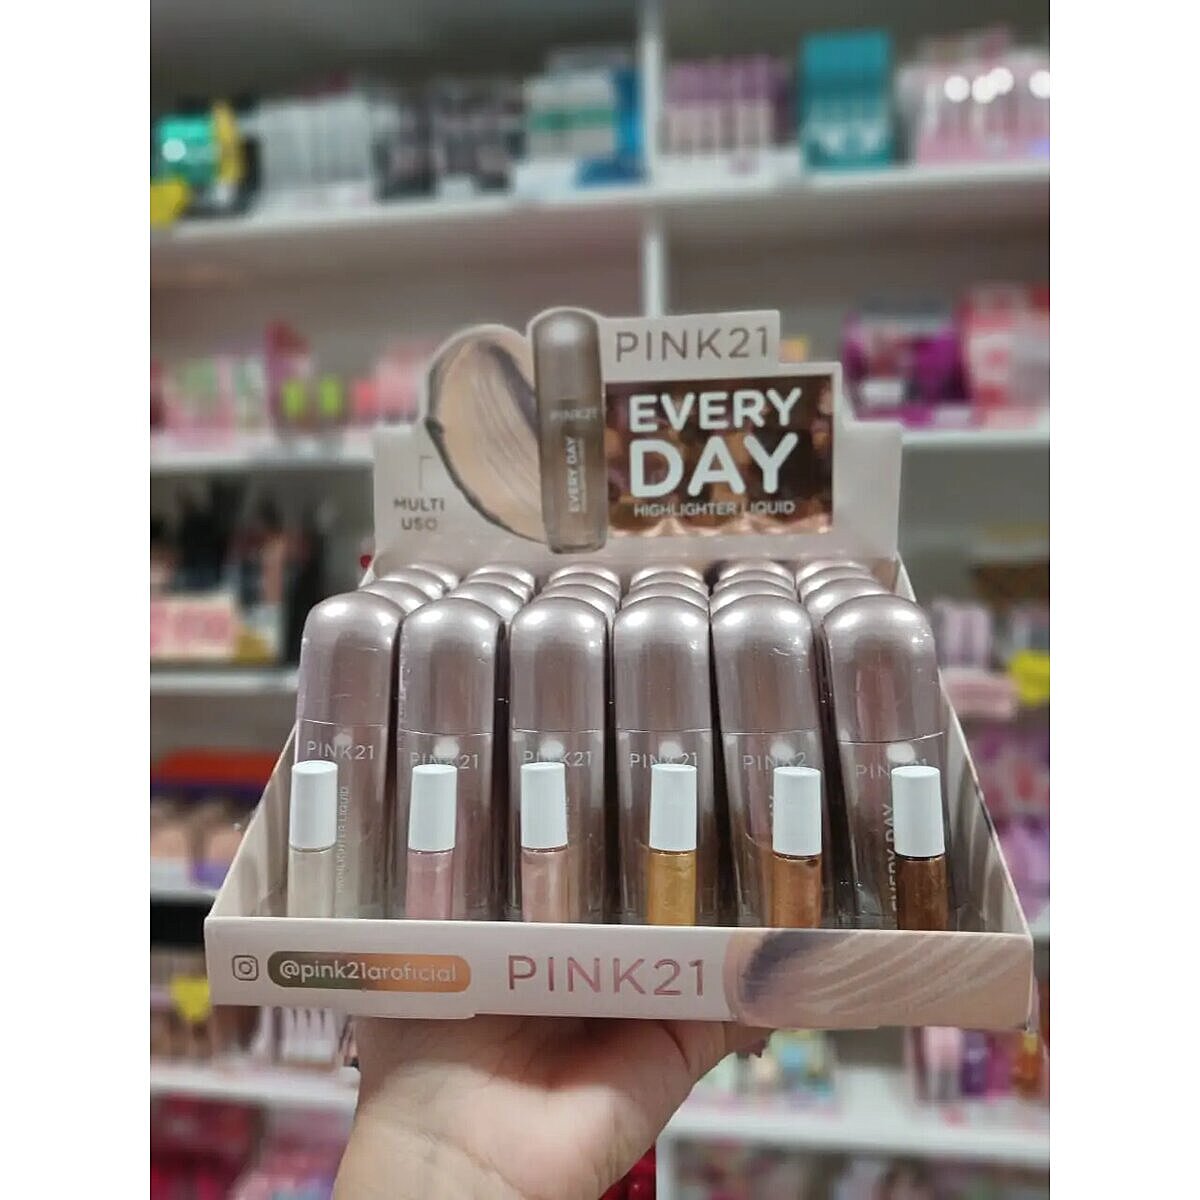 PINK21
EVERY
DAY
HIGHLIGHTER LIQUID
MULTI
USO
PINK21
EVERY DAY
PINK21
HIGHLIGHTER LIQUID
PINK21
PINK21
PINK21
PINK2
PINK21
EVERY DAY
@pink21aroficial
PINK21